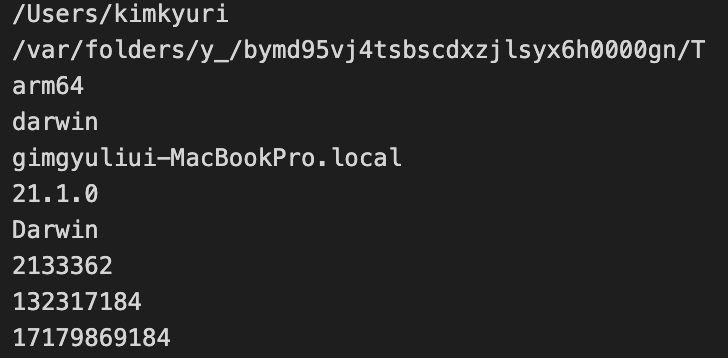 /Users/kimkyuri
/var/folders/y_/bymd95vj4tsbscdxzjlsyx6h0000gn/T
arm64
darwin
gimgyuliui-MacBookPro.local
21.1.0
Darwin
2133362
132317184
17179869184